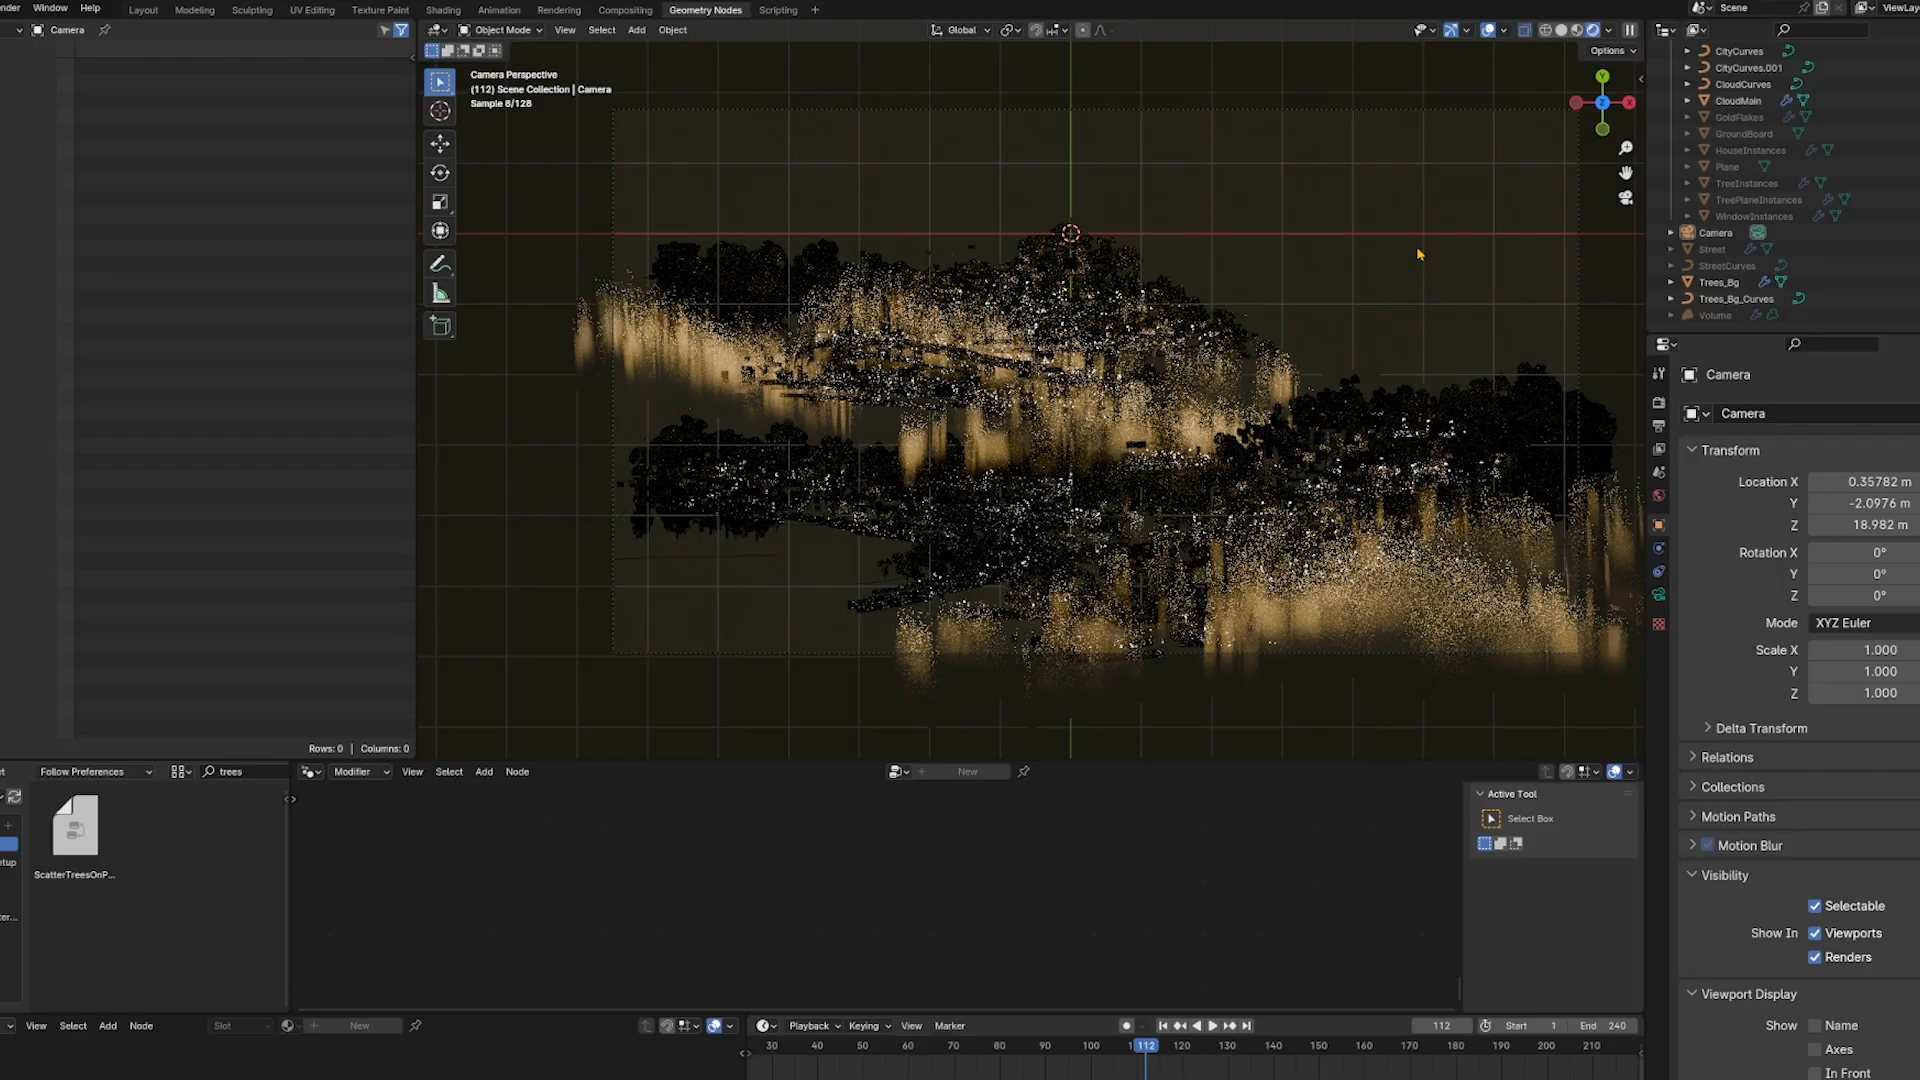 ender Window Help Layout Modeling Sculpting UV Editing Texture Paint Shading Animation Rendering Compositing Geometry Nodes Scripting + Scene ViewLay
Camera
Object Mode View Select Add Object Global
Options
Camera Perspective
(112) Scene Collection | Camera
Sample 8/128
Y
Z X
CityCurves
CityCurves.001
CloudCurves
CloudMain
GoldFlakes
GroundBoard
HouseInstances
Plane
TreeInstances
TreePlaneInstances
WindowInstances
Camera
Street
StreetCurves
Trees_Bg
Trees_Bg_Curves
Volume
Camera
Camera
Transform
Location X 0.35782 m
Y -2.0976 m
Z 18.982 m
Rotation X 0°
Y 0°
Z 0°
Mode XYZ Euler
Scale X 1.000
Y 1.000
Z 1.000
Delta Transform
Relations
Collections
Motion Paths
Motion Blur
Visibility
Selectable
Show In Viewports
Renders
Viewport Display
Show Name
Axes
In Front
Rows: 0 | Columns: 0
Follow Preferences trees
ScatterTreesOnP...
etup
ter...
Modifier View Select Add Node New
Active Tool
Select Box
View Select Add Node Slot New
Playback Keying View Marker 112 Start 1 End 240
30 40 50 60 70 80 90 100 1 112 120 130 140 150 160 170 180 190 200 210